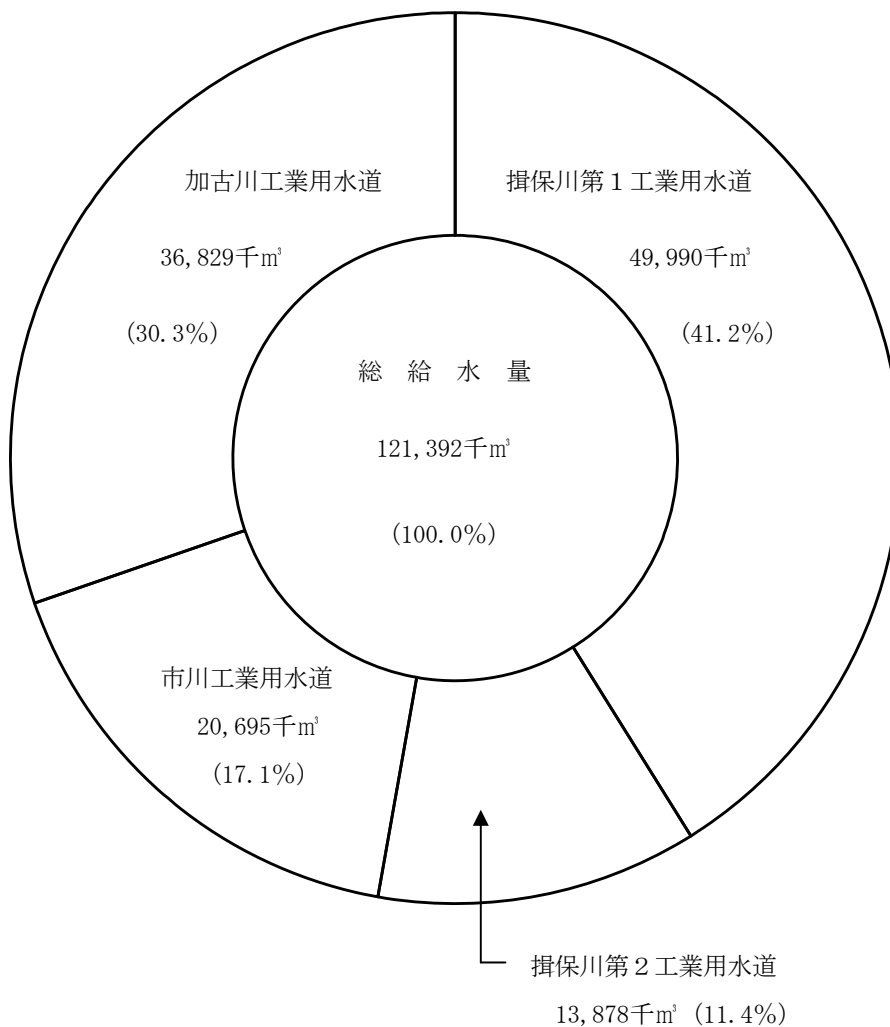 加古川工業用水道
36,829千㎥
(30.3%)
揖保川第1工業用水道
49,990千㎥
(41.2%)
総 給 水 量
121,392千㎥
(100.0%)
市川工業用水道
20,695千㎥
(17.1%)
揖保川第2工業用水道
13,878千㎥ (11.4%)